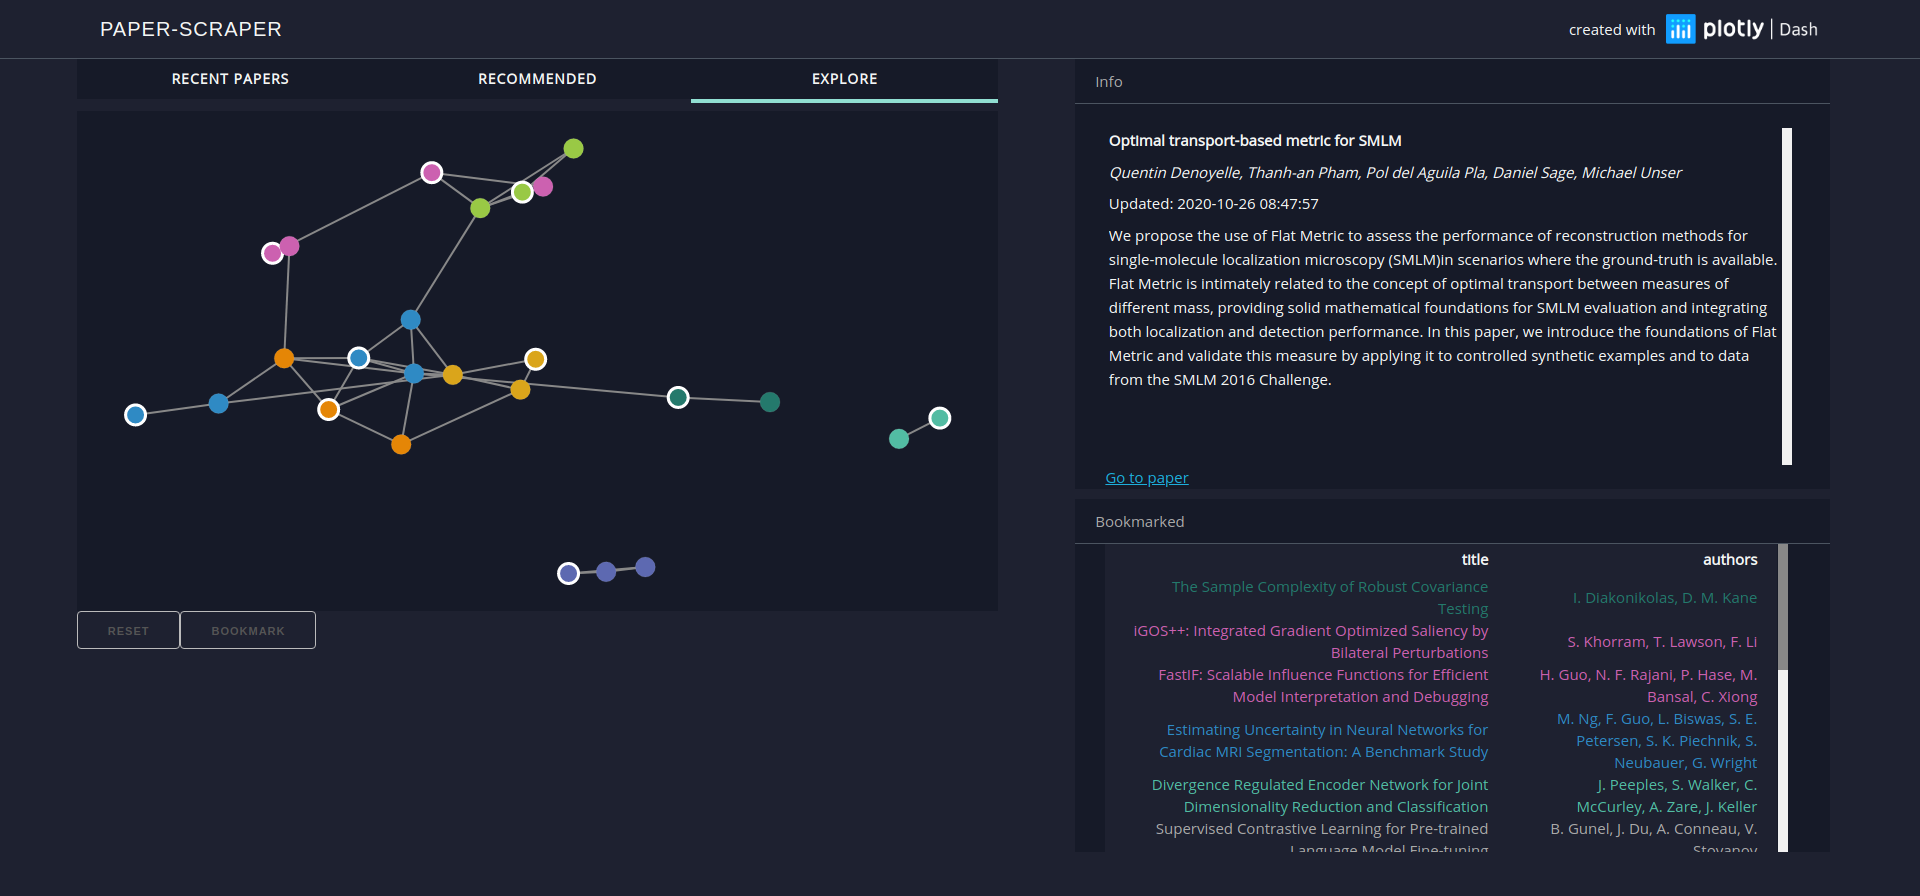 PAPER-SCRAPER
created with plotly | Dash
RECENT PAPERS
RECOMMENDED
EXPLORE
RESET
BOOKMARK
Info
Optimal transport-based metric for SMLM
Quentin Denoyelle, Thanh-an Pham, Pol del Aguila Pla, Daniel Sage, Michael Unser
Updated: 2020-10-26 08:47:57
We propose the use of Flat Metric to assess the performance of reconstruction methods for
single-molecule localization microscopy (SMLM)in scenarios where the ground-truth is available.
Flat Metric is intimately related to the concept of optimal transport between measures of
different mass, providing solid mathematical foundations for SMLM evaluation and integrating
both localization and detection performance. In this paper, we introduce the foundations of Flat
Metric and validate this measure by applying it to controlled synthetic examples and to data
from the SMLM 2016 Challenge.
Go to paper
Bookmarked
title
authors
The Sample Complexity of Robust Covariance
Testing
I. Diakonikolas, D. M. Kane
iGOS++: Integrated Gradient Optimized Saliency by
Bilateral Perturbations
S. Khorram, T. Lawson, F. Li
FastIF: Scalable Influence Functions for Efficient
Model Interpretation and Debugging
H. Guo, N. F. Rajani, P. Hase, M.
Bansal, C. Xiong
Estimating Uncertainty in Neural Networks for
Cardiac MRI Segmentation: A Benchmark Study
M. Ng, F. Guo, L. Biswas, S. E.
Petersen, S. K. Piechnik, S.
Neubauer, G. Wright
Divergence Regulated Encoder Network for Joint
Dimensionality Reduction and Classification
J. Peeples, S. Walker, C.
McCurley, A. Zare, J. Keller
Supervised Contrastive Learning for Pre-trained
Language Model Fine-tuning
B. Gunel, J. Du, A. Conneau, V.
Stoyanov